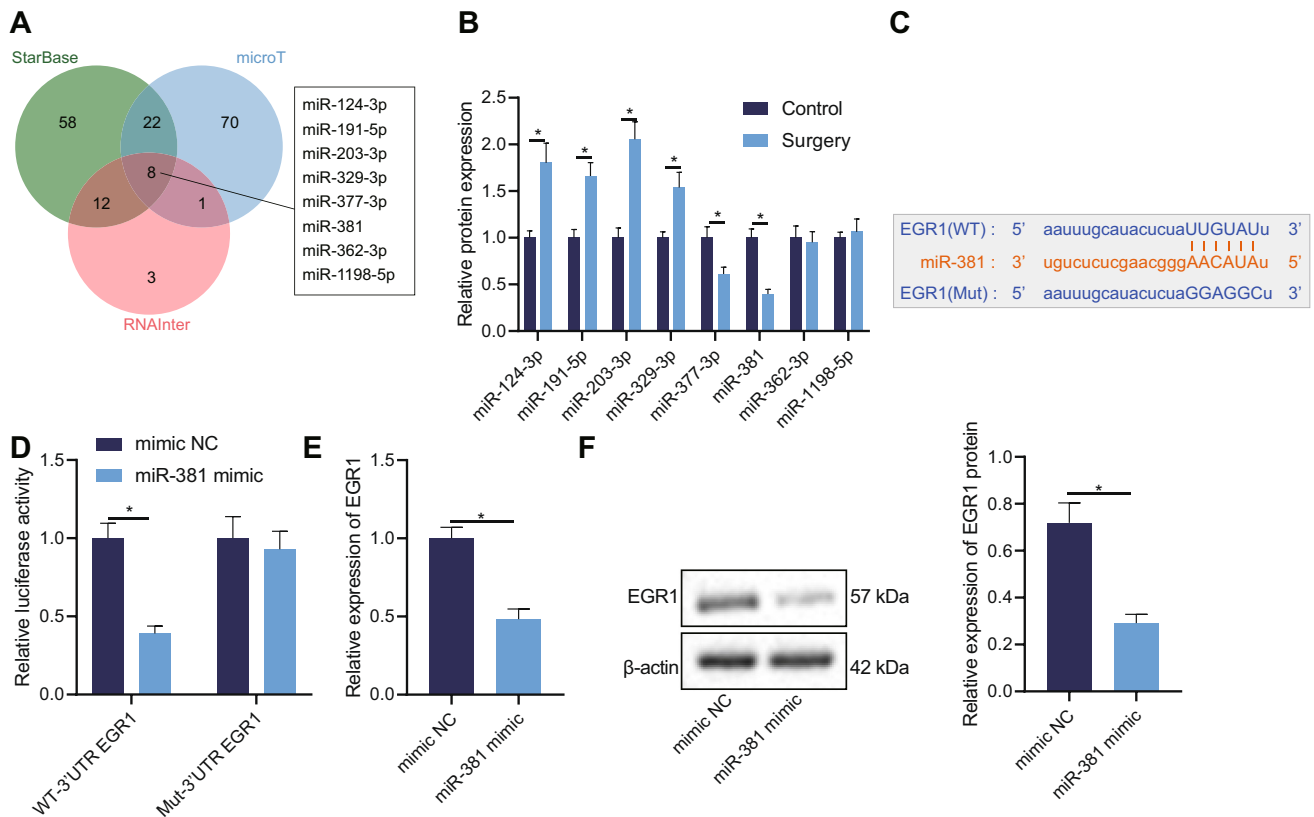 A
StarBase
microT
58
22
70
8
12
1
3
RNAInter
miR-124-3p
miR-191-5p
miR-203-3p
miR-329-3p
miR-377-3p
miR-381
miR-362-3p
miR-1198-5p
B
Relative protein expression
2.5
2.0
1.5
1.0
0.5
0.0
Control
Surgery
* * * * * *
miR-124-3p
miR-191-5p
miR-203-3p
miR-329-3p
miR-377-3p
miR-381
miR-362-3p
miR-1198-5p
C
EGR1(WT) : 5' aauuugcauacucuaUUGUAUu 3'
miR-381 : 3' ugucucucgaacgggAACAUAu 5'
EGR1(Mut) : 5' aauuugcauacucuaGGAGGCu 3'
D
mimic NC
miR-381 mimic
Relative luciferase activity
1.5
1.0
0.5
0.0
*
WT-3'UTR EGR1
Mut-3'UTR EGR1
E
Relative expression of EGR1
1.5
1.0
0.5
0.0
*
mimic NC
miR-381 mimic
F
EGR1
57 kDa
β-actin
42 kDa
mimic NC
miR-381 mimic
Relative expression of EGR1 protein
1.0
0.8
0.6
0.4
0.2
0.0
*
mimic NC
miR-381 mimic